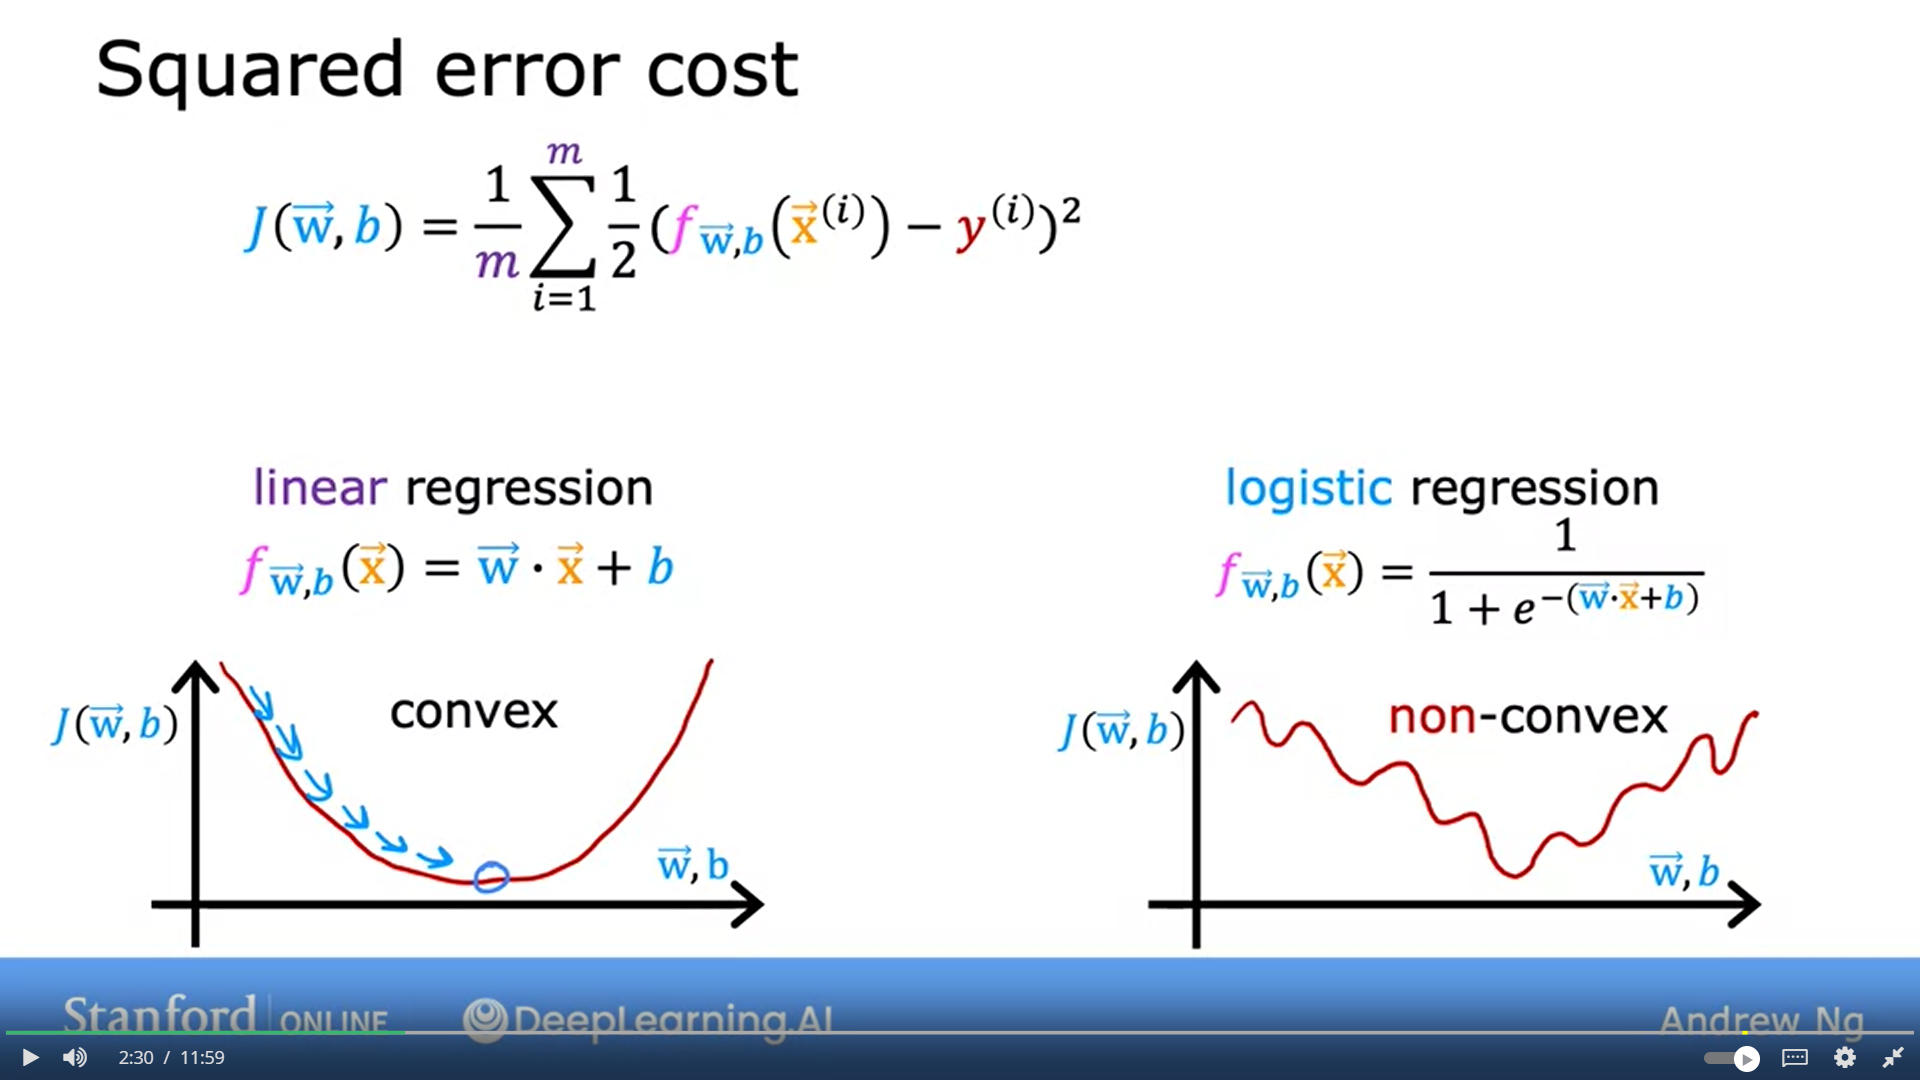 Squared error cost
J(w⃗, b) = 1/m ∑_{i=1}^{m} 1/2 (f_{w⃗,b}(x⃗^{(i)}) − y^{(i)})²
linear regression
f_{w⃗,b}(x⃗) = w⃗ · x⃗ + b
J(w⃗, b)
convex
w⃗, b
logistic regression
f_{w⃗,b}(x⃗) = 1 / (1 + e^{−(w⃗·x⃗+b)})
J(w⃗, b)
non-convex
w⃗, b
Stanford ONLINE DeepLearning.AI Andrew Ng
2:30 / 11:59